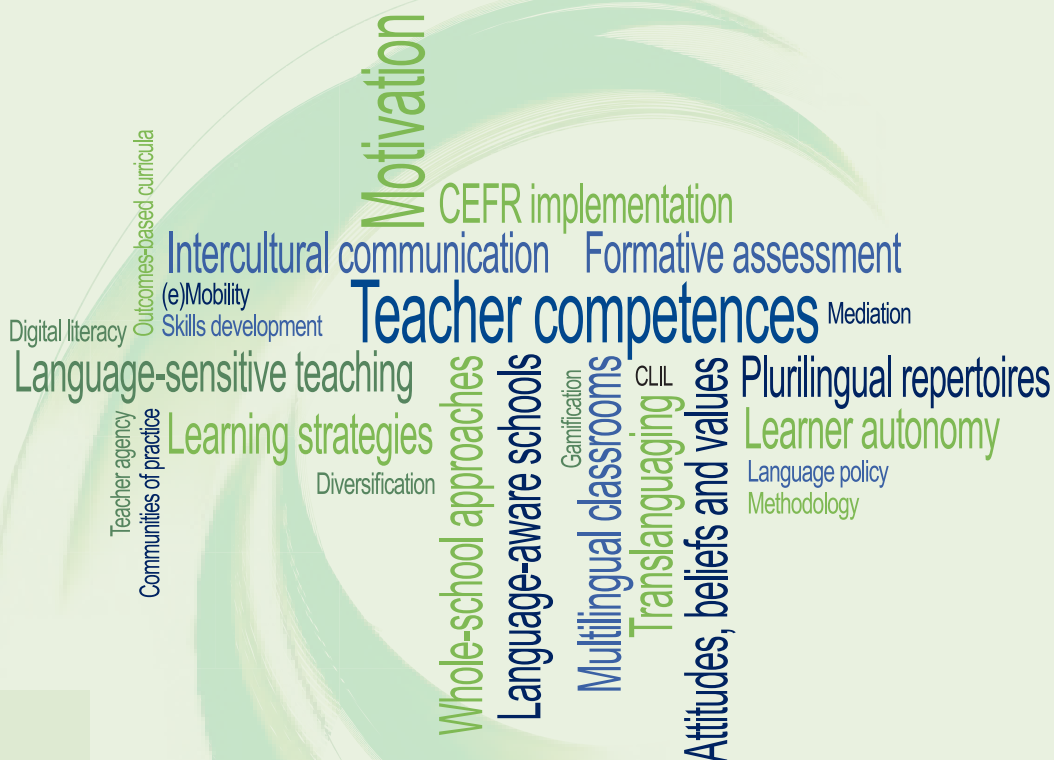 Motivation
Outcomes-based curricula
CEFR implementation
Intercultural communication
Formative assessment
(e)Mobility
Teacher competences
Mediation
Digital literacy
Skills development
Language-sensitive teaching
Whole-school approaches
Language-aware schools
Gamification
Multilingual classrooms
CLIL
Translanguaging
Attitudes, beliefs and values
Plurilingual repertoires
Teacher agency
Communities of practice
Learning strategies
Learner autonomy
Diversification
Language policy
Methodology